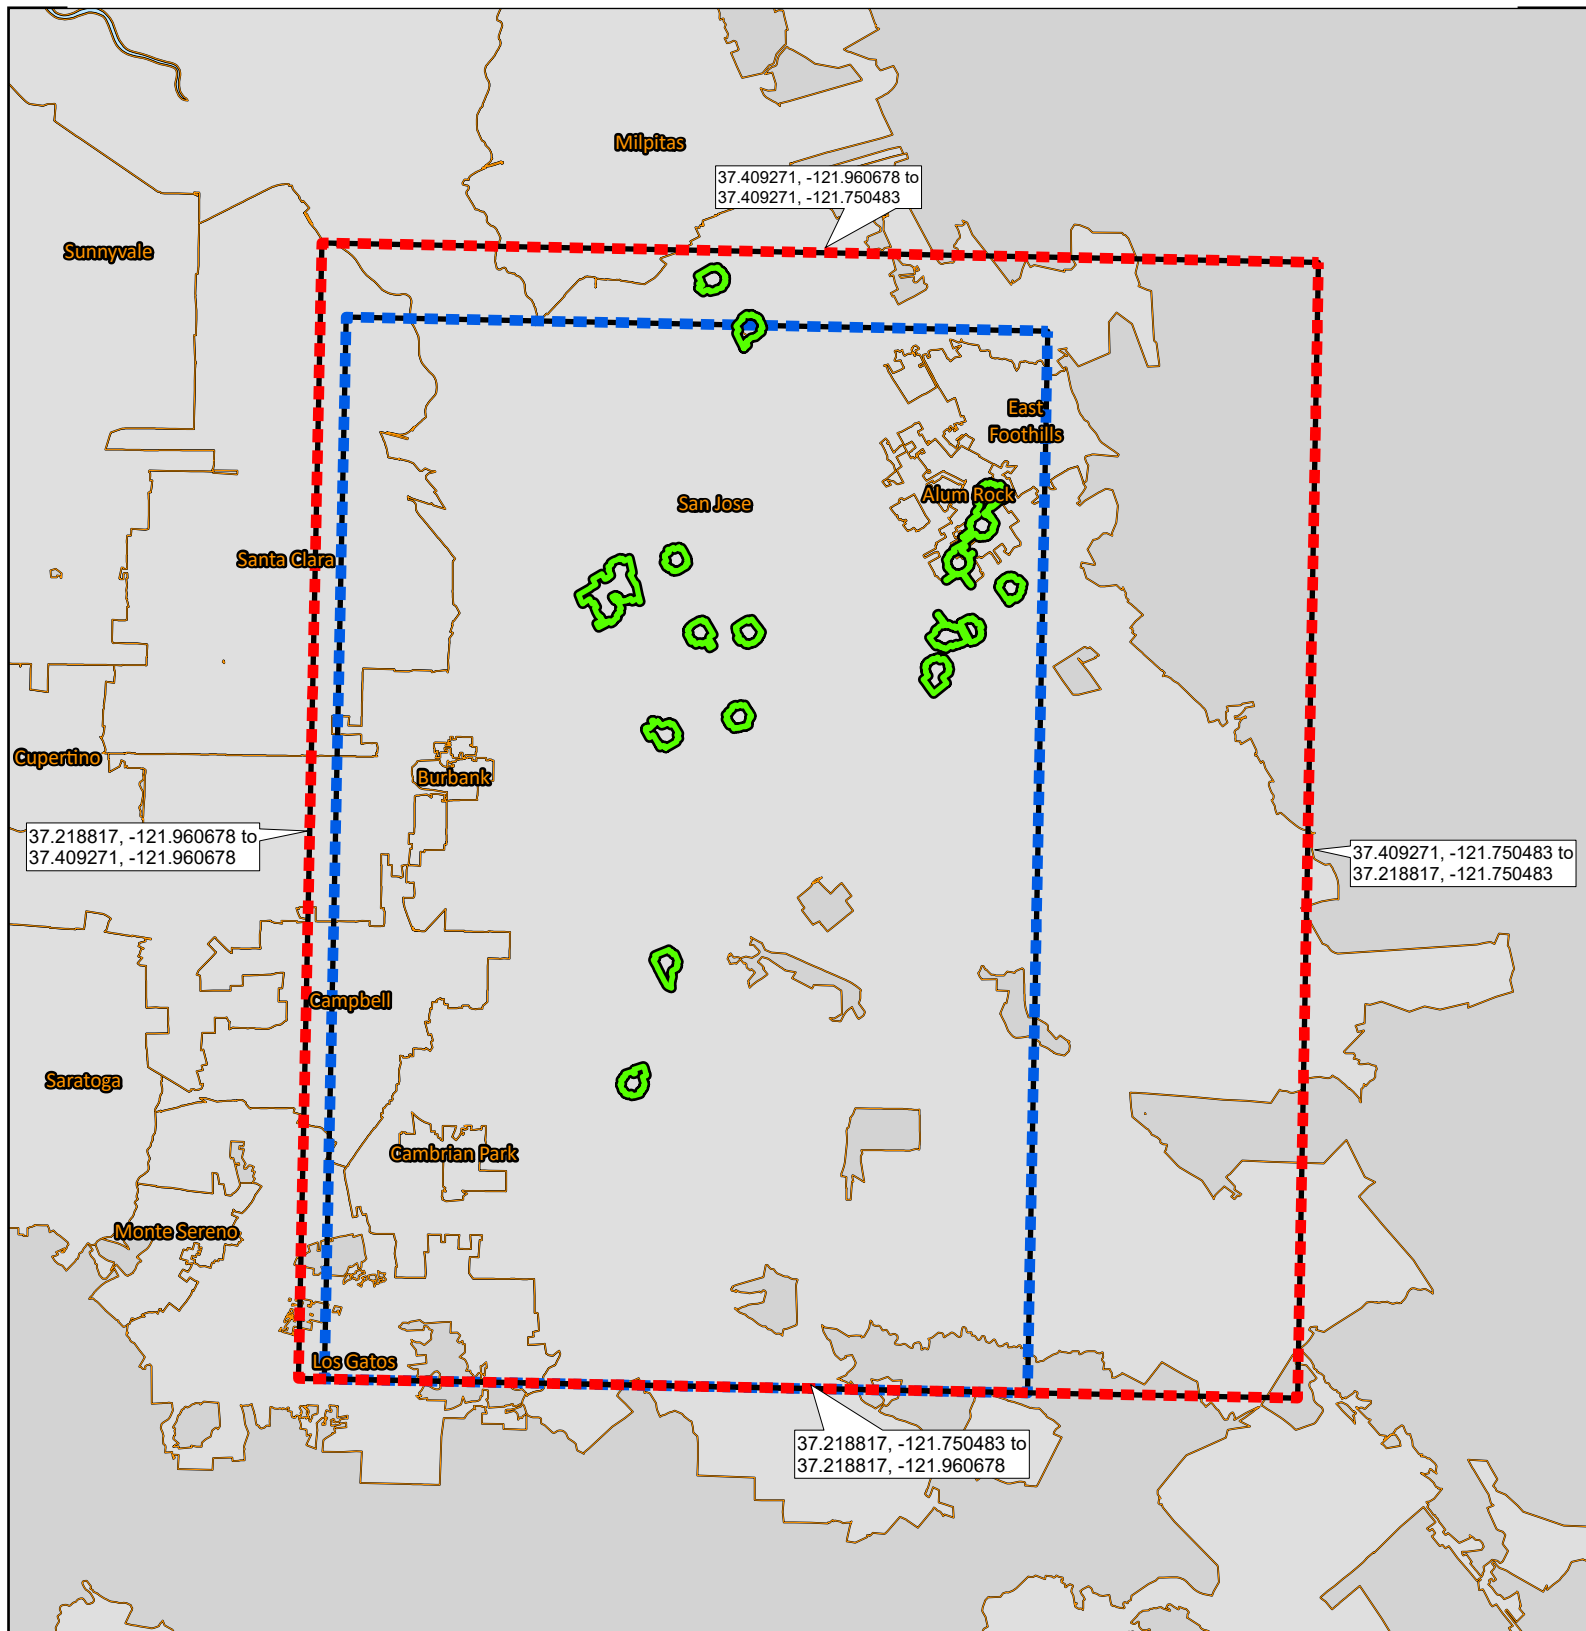 Milpitas
37.409271, -121.960678 to
37.409271, -121.750483
Sunnyvale
East
Foothills
Alum Rock
San Jose
Santa Clara
Cupertino
Burbank
37.218817, -121.960678 to
37.409271, -121.960678
37.409271, -121.750483 to
37.218817, -121.750483
Campbell
Saratoga
Cambrian Park
Monte Sereno
Los Gatos
37.218817, -121.750483 to
37.218817, -121.960678